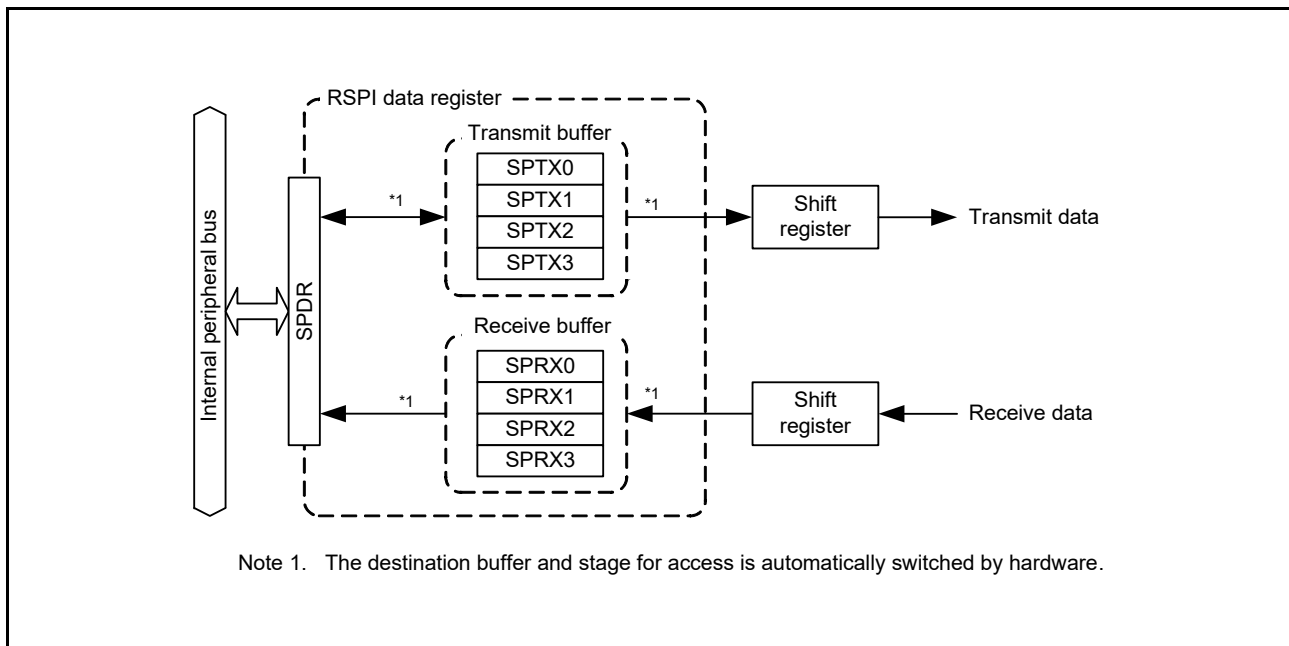 RSPI data register
Transmit buffer
SPTX0
SPTX1
SPTX2
SPTX3
*1
*1
Shift
register
Transmit data
Internal peripheral bus
SPDR
Receive buffer
SPRX0
SPRX1
SPRX2
SPRX3
*1
*1
Shift
register
Receive data
Note 1. The destination buffer and stage for access is automatically switched by hardware.